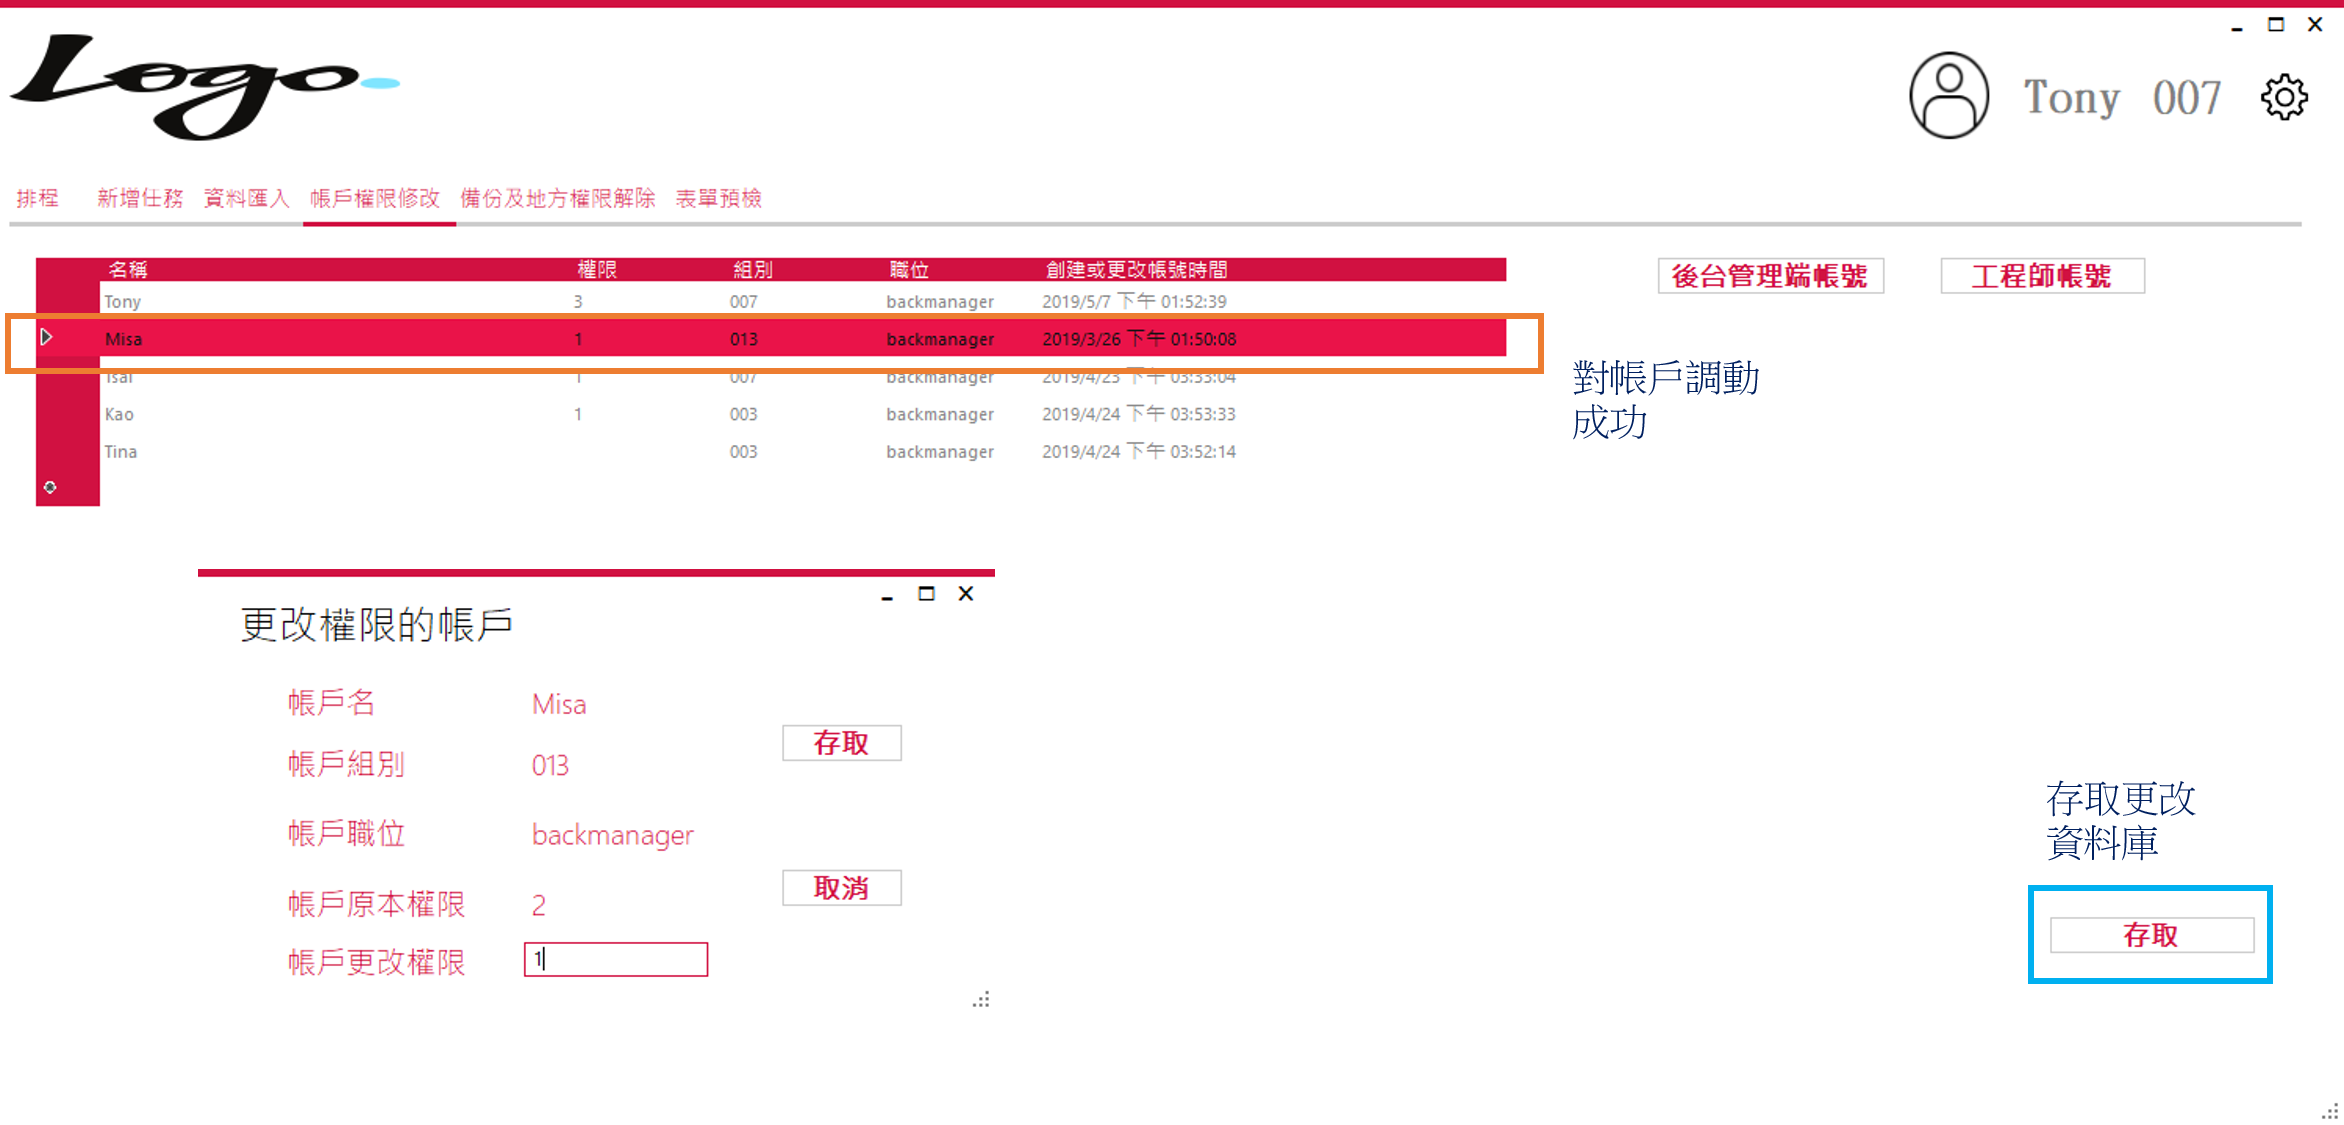 Logo
Tony 007
排程 新增任務 資料匯入 帳戶權限修改 備份及地方權限解除 表單預檢
名稱 權限 組別 職位 創建或更改帳號時間
Tony 3 007 backmanager 2019/5/7 下午 01:52:39
Misa 1 013 backmanager 2019/3/26 下午 01:50:08
Tsai 1 007 backmanager 2019/4/23 下午 03:33:04
Kao 1 003 backmanager 2019/4/24 下午 03:53:33
Tina 003 backmanager 2019/4/24 下午 03:52:14
後台管理端帳號 工程師帳號
對帳戶調動
成功
更改權限的帳戶
帳戶名 Misa
帳戶組別 013
帳戶職位 backmanager
帳戶原本權限 2
帳戶更改權限 1
存取
取消
存取更改
資料庫
存取